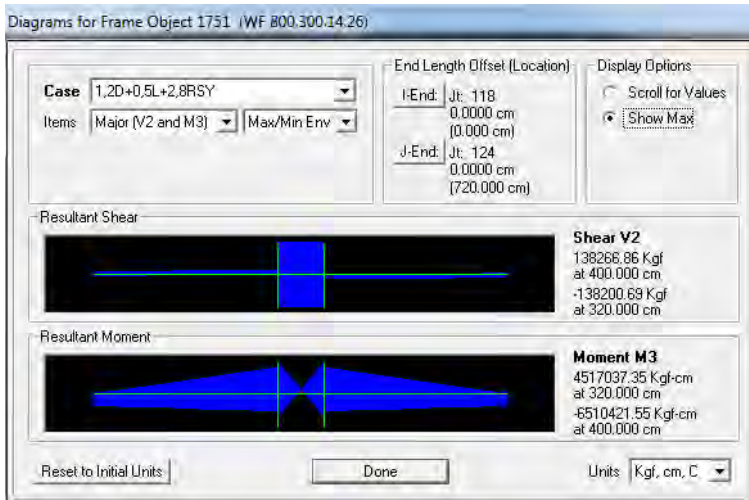 Diagrams for Frame Object 1751 (WF 800.300.14.26)
Case 1,2D+0,5L+2,8RSY
Items Major (V2 and M3) Max/Min Env
End Length Offset (Location)
I-End: Jt: 118
0.0000 cm
(0.000 cm)
J-End: Jt: 124
0.0000 cm
(720.000 cm)
Display Options
Scroll for Values
Show Max
Resultant Shear
Shear V2
138266.86 Kgf
at 400.000 cm
-138200.69 Kgf
at 320.000 cm
Resultant Moment
Moment M3
4517037.35 Kgf-cm
at 320.000 cm
-6510421.55 Kgf-cm
at 400.000 cm
Reset to Initial Units
Done
Units Kgf, cm, C